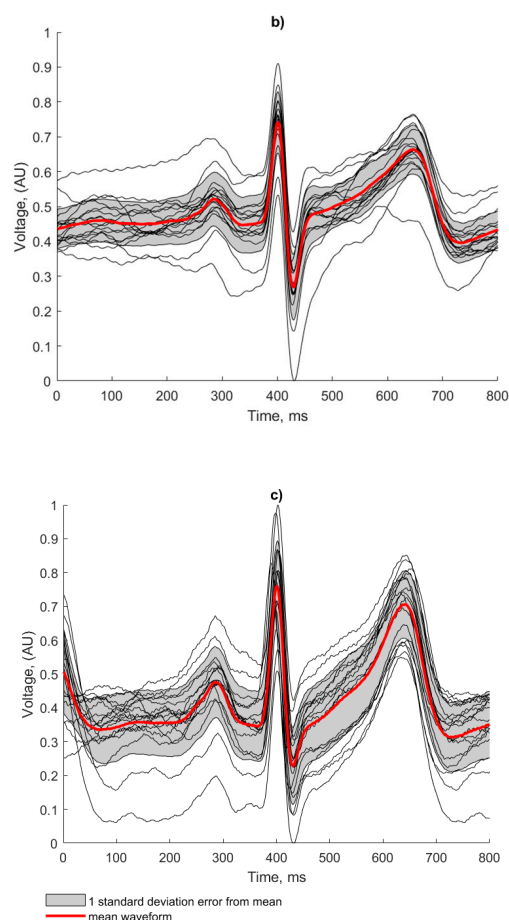 b)
1
0.9
0.8
0.7
0.6
0.5
0.4
0.3
0.2
0.1
0
Voltage, (AU)
0 100 200 300 400 500 600 700 800
Time, ms
c)
1
0.9
0.8
0.7
0.6
0.5
0.4
0.3
0.2
0.1
0
Voltage, (AU)
0 100 200 300 400 500 600 700 800
Time, ms
1 standard deviation error from mean
mean waveform